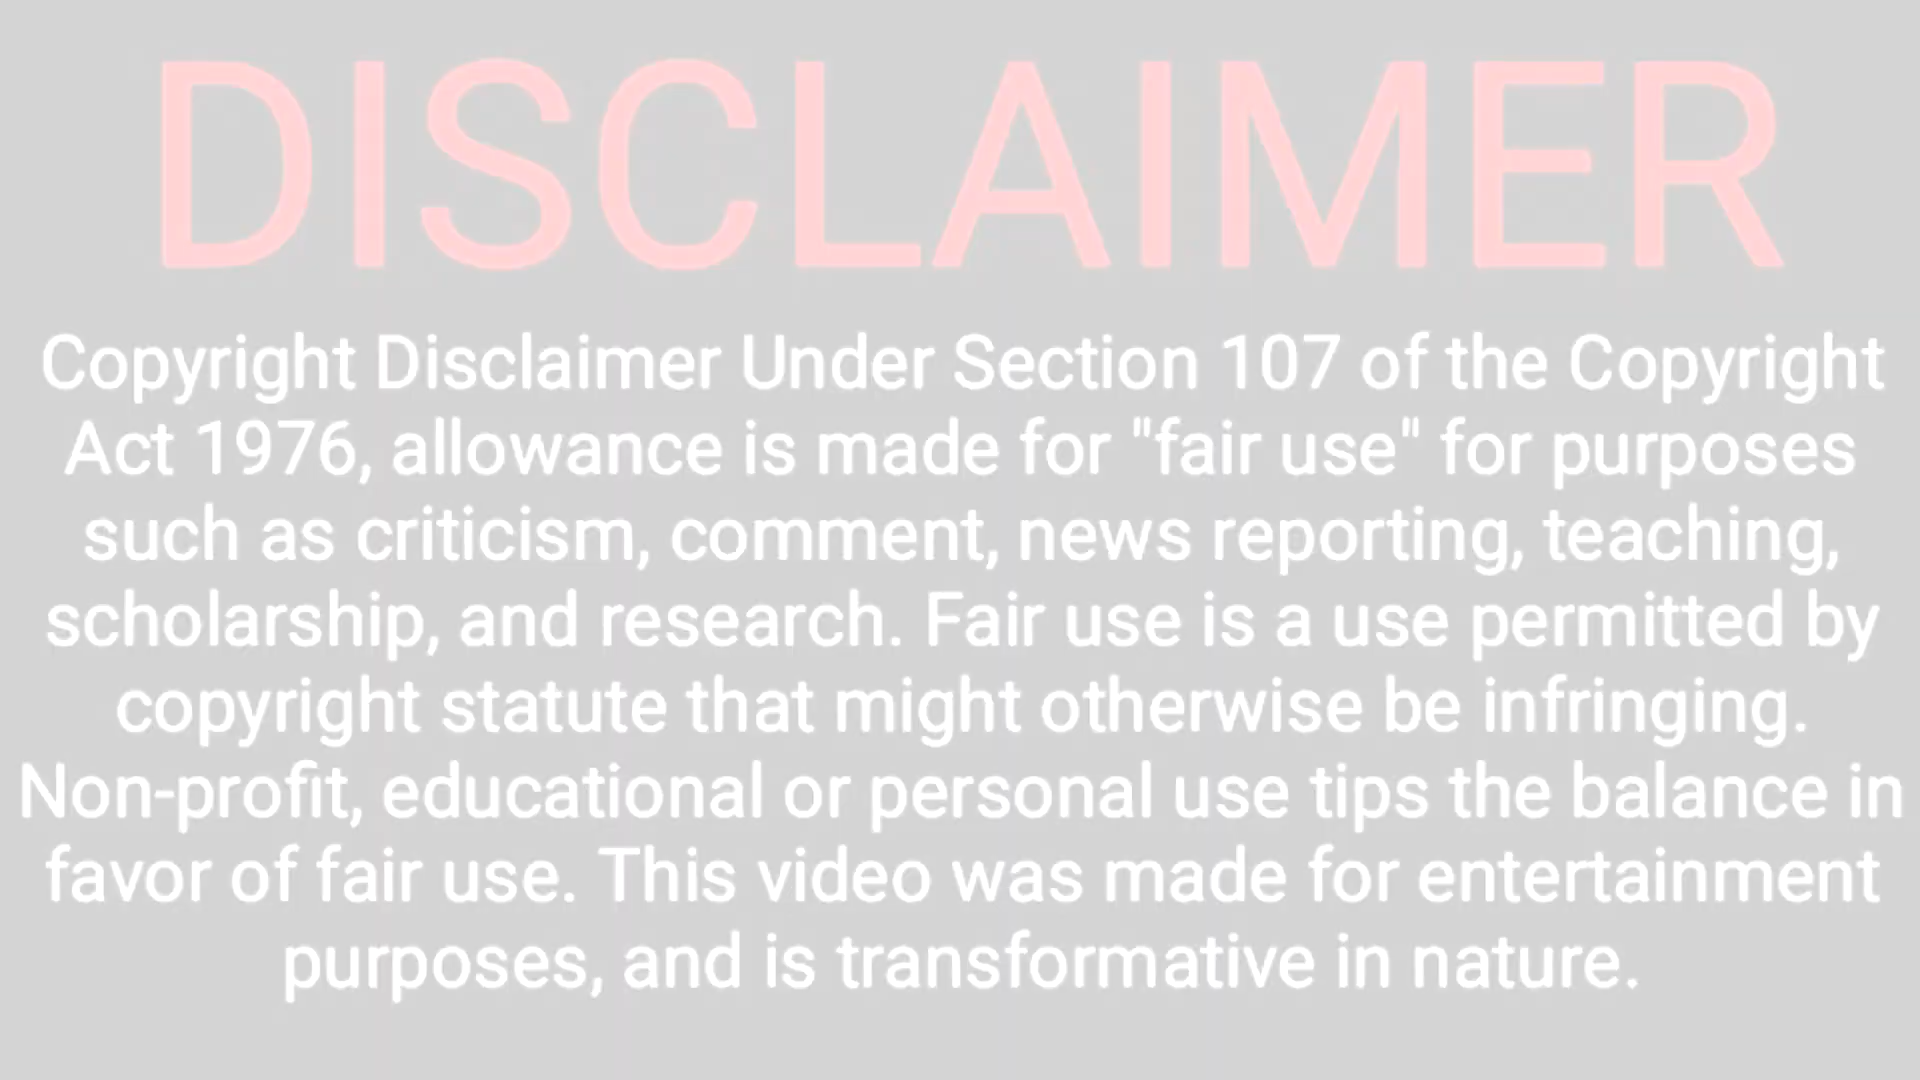 DISCLAIMER
Copyright Disclaimer Under Section 107 of the Copyright
Act 1976, allowance is made for "fair use" for purposes
such as criticism, comment, news reporting, teaching,
scholarship, and research. Fair use is a use permitted by
copyright statute that might otherwise be infringing.
Non-profit, educational or personal use tips the balance in
favor of fair use. This video was made for entertainment
purposes, and is transformative in nature.